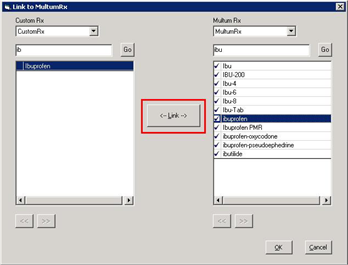 Link to MultumRx
Custom Rx
CustomRx
ib
Go
Ibuprofen
<-- Link -->
Multum Rx
MultumRx
ibu
Go
Ibu
IBU-200
Ibu-4
Ibu-6
Ibu-8
Ibu-Tab
ibuprofen
Ibuprofen PMR
ibuprofen-oxycodone
ibuprofen-pseudoephedrine
ibutilide
<< >>
<< >>
OK Cancel